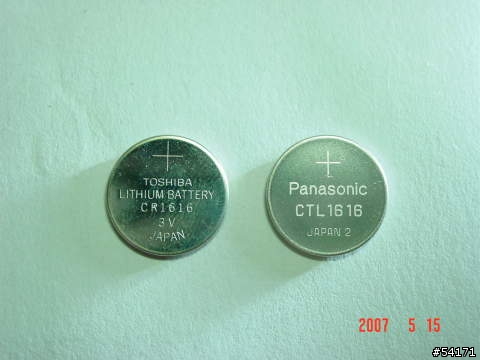 +
TOSHIBA
LITHIUM BATTERY
CR1616
3V
JAPAN
+
Panasonic
CTL1616
JAPAN 2
2007 5 15
#54171